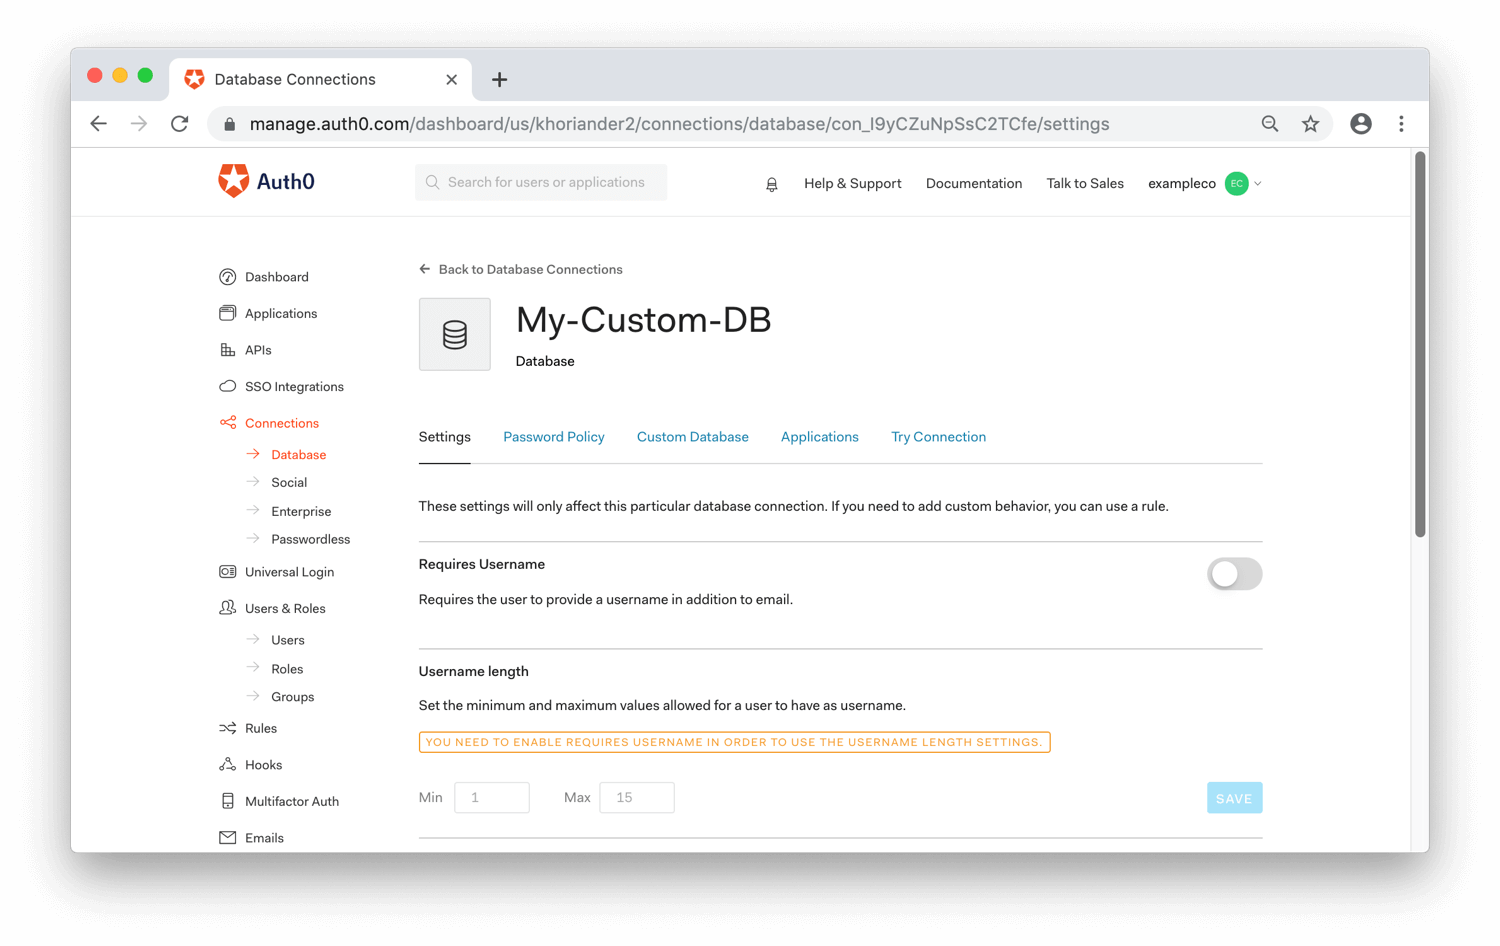 Database Connections
manage.auth0.com/dashboard/us/khoriander2/connections/database/con_I9yCZuNpSsC2TCfe/settings
Auth0
Search for users or applications
Help & Support
Documentation
Talk to Sales
exampleco
EC
Dashboard
Applications
APIs
SSO Integrations
Connections
Database
Social
Enterprise
Passwordless
Universal Login
Users & Roles
Users
Roles
Groups
Rules
Hooks
Multifactor Auth
Emails
Back to Database Connections
My-Custom-DB
Database
Settings
Password Policy
Custom Database
Applications
Try Connection
These settings will only affect this particular database connection. If you need to add custom behavior, you can use a rule.
Requires Username
Requires the user to provide a username in addition to email.
Username length
Set the minimum and maximum values allowed for a user to have as username.
YOU NEED TO ENABLE REQUIRES USERNAME IN ORDER TO USE THE USERNAME LENGTH SETTINGS.
Min 1 Max 15
SAVE